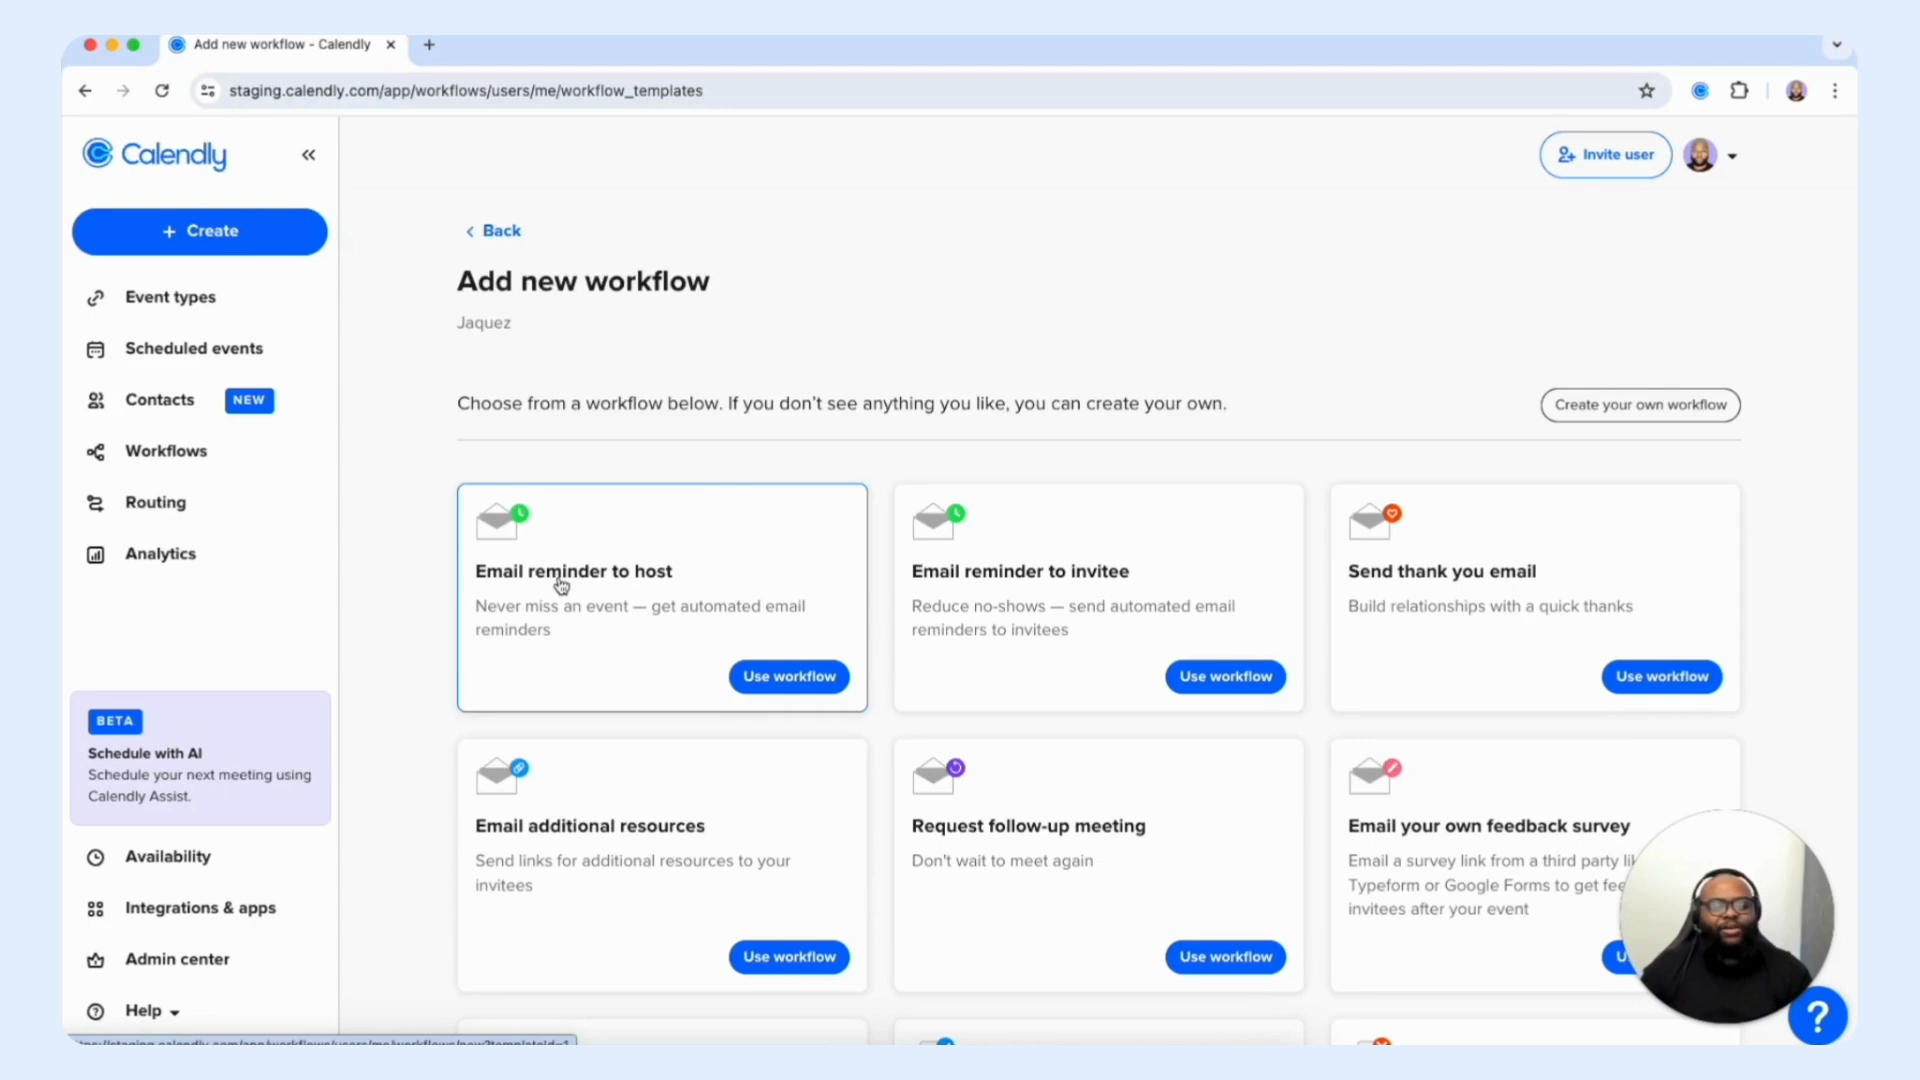 Add new workflow - Calendly
staging.calendly.com/app/workflows/users/me/workflow_templates
Calendly
Invite user
+ Create
Event types
Scheduled events
Contacts NEW
Workflows
Routing
Analytics
BETA
Schedule with AI
Schedule your next meeting using
Calendly Assist.
Availability
Integrations & apps
Admin center
Help
Back
Add new workflow
Jaquez
Choose from a workflow below. If you don't see anything you like, you can create your own.
Create your own workflow
Email reminder to host
Never miss an event — get automated email
reminders
Use workflow
Email reminder to invitee
Reduce no-shows — send automated email
reminders to invitees
Use workflow
Send thank you email
Build relationships with a quick thanks
Use workflow
Email additional resources
Send links for additional resources to your
invitees
Use workflow
Request follow-up meeting
Don't wait to meet again
Use workflow
Email your own feedback survey
Email a survey link from a third party
Typeform or Google Forms to get
invitees after your event
?